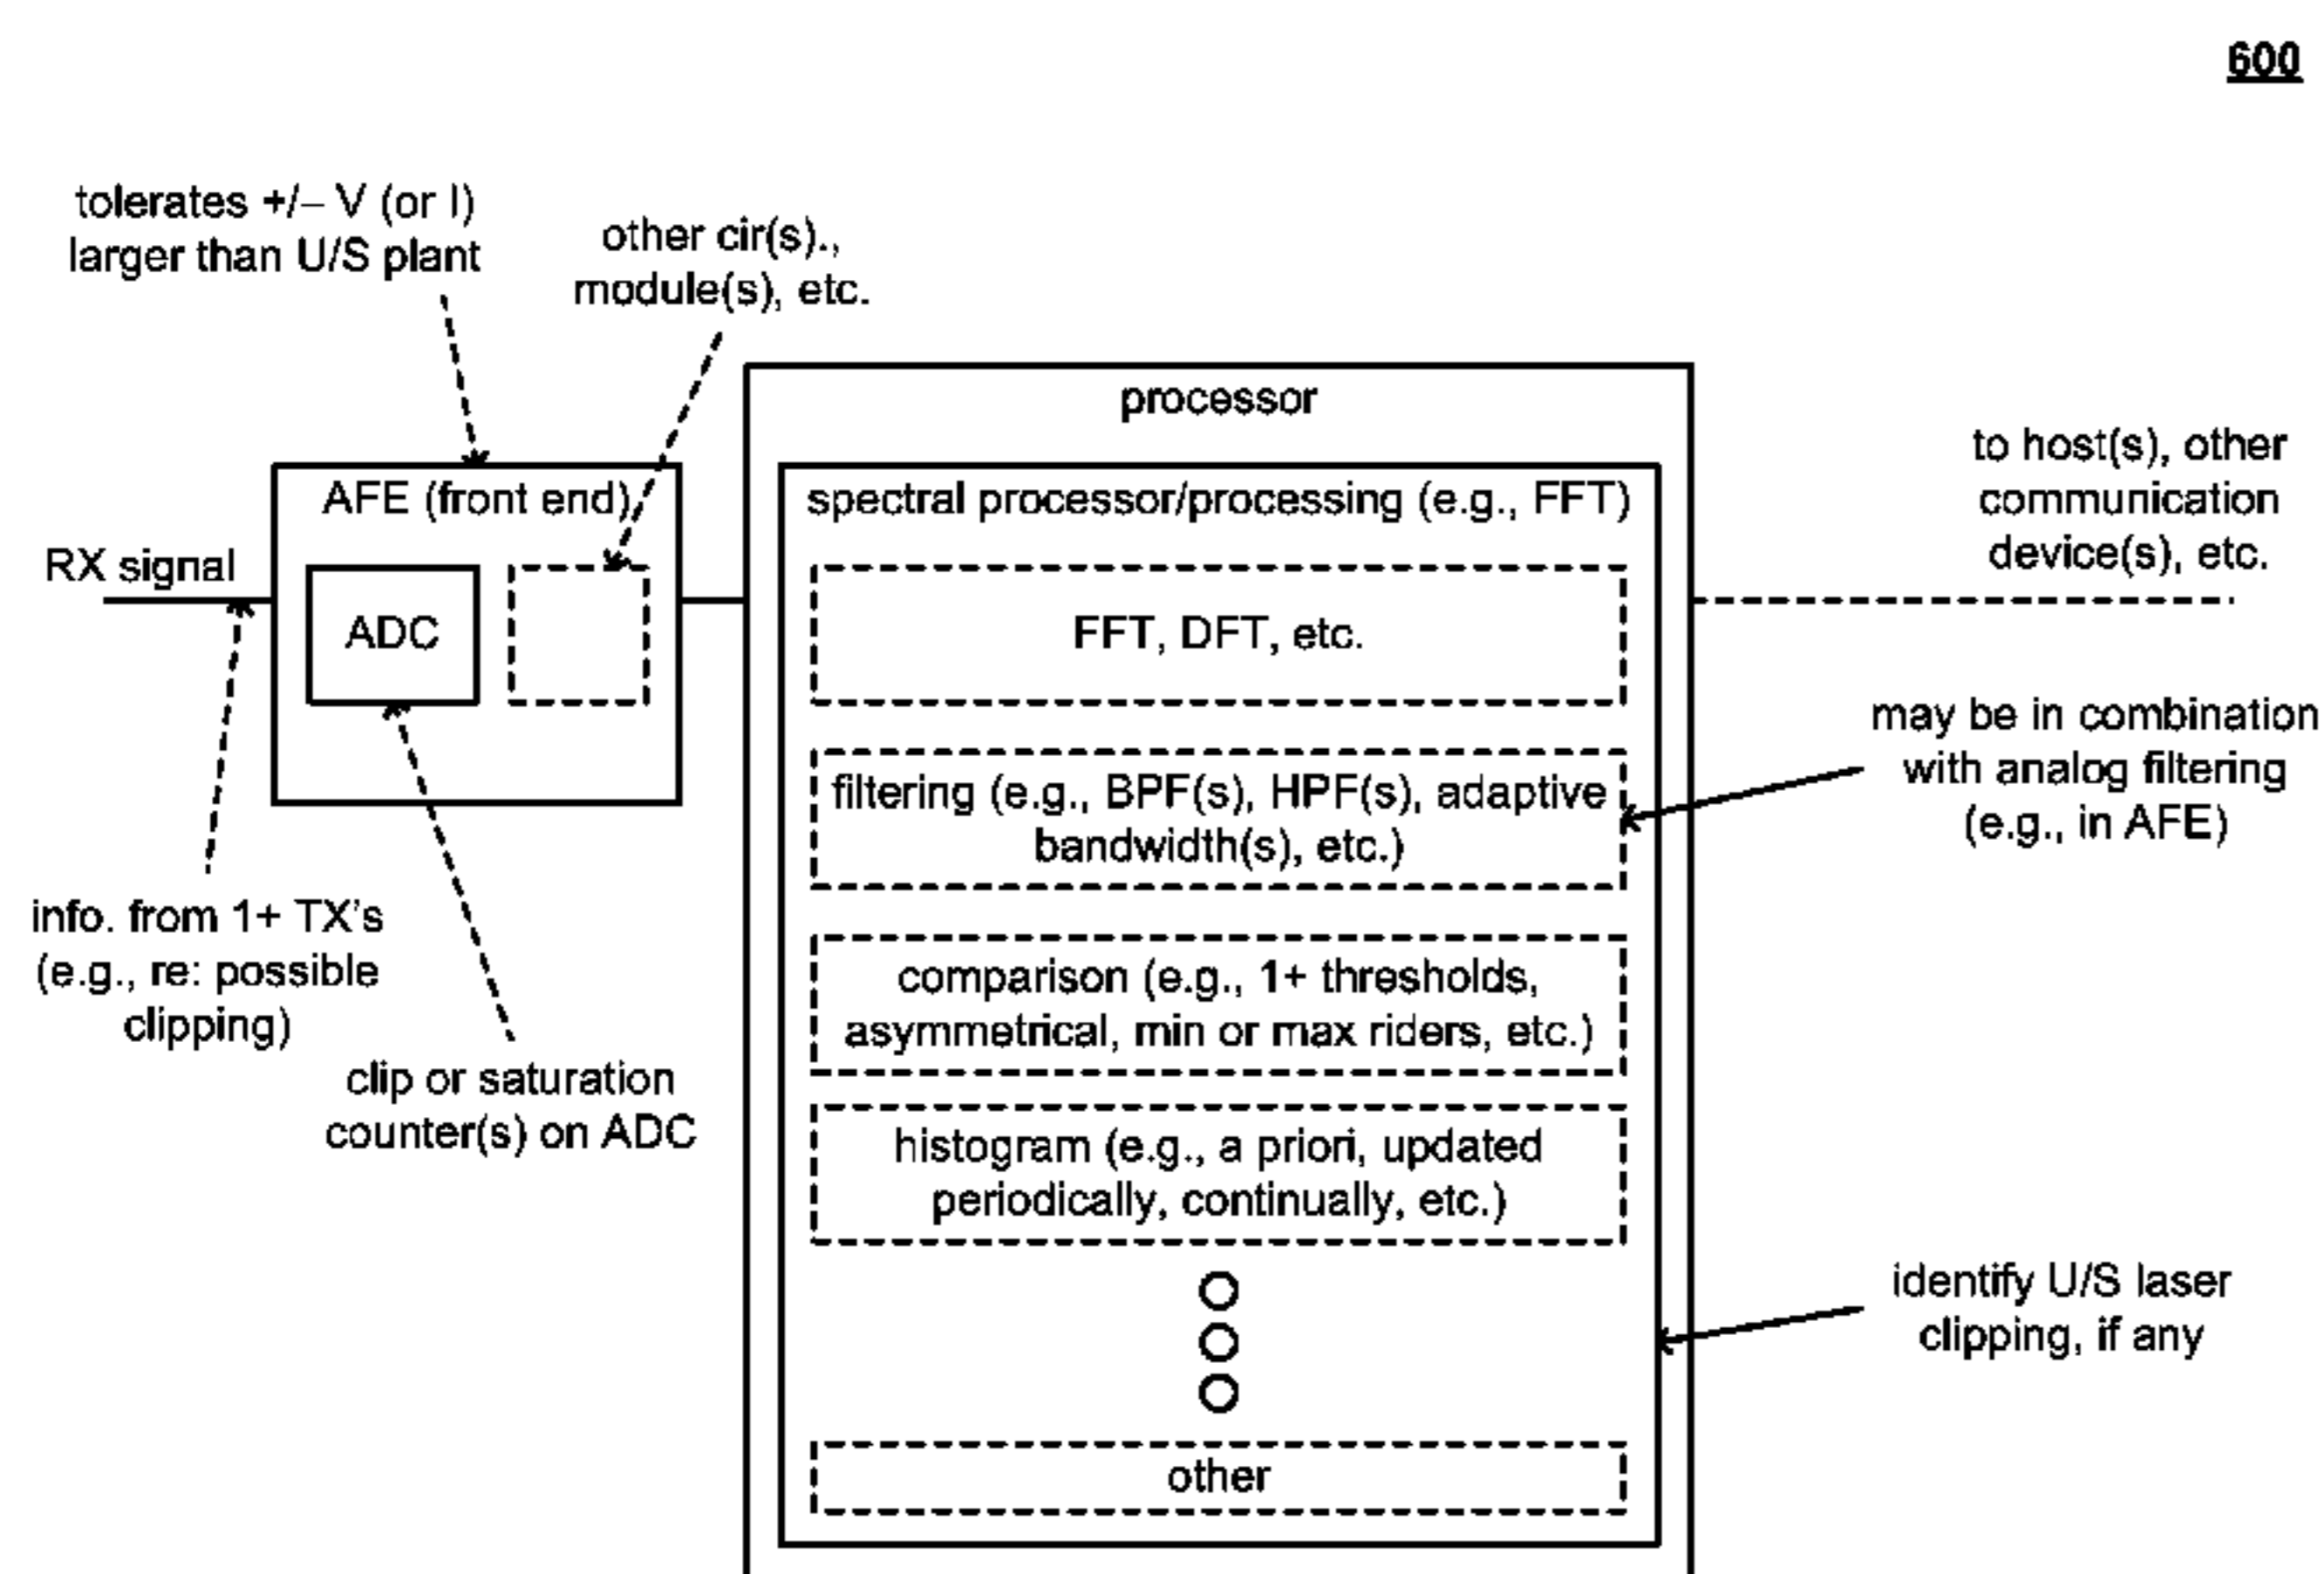 600
tolerates +/– V (or I)
larger than U/S plant
other cir(s).,
module(s), etc.
processor
to host(s), other
communication
device(s), etc.
AFE (front end)
spectral processor/processing (e.g., FFT)
RX signal
ADC
FFT, DFT, etc.
may be in combination
with analog filtering
(e.g., in AFE)
filtering (e.g., BPF(s), HPF(s), adaptive
bandwidth(s), etc.)
info. from 1+ TX's
(e.g., re: possible
clipping)
comparison (e.g., 1+ thresholds,
asymmetrical, min or max riders, etc.)
clip or saturation
counter(s) on ADC
histogram (e.g., a priori, updated
periodically, continually, etc.)
identify U/S laser
clipping, if any
other